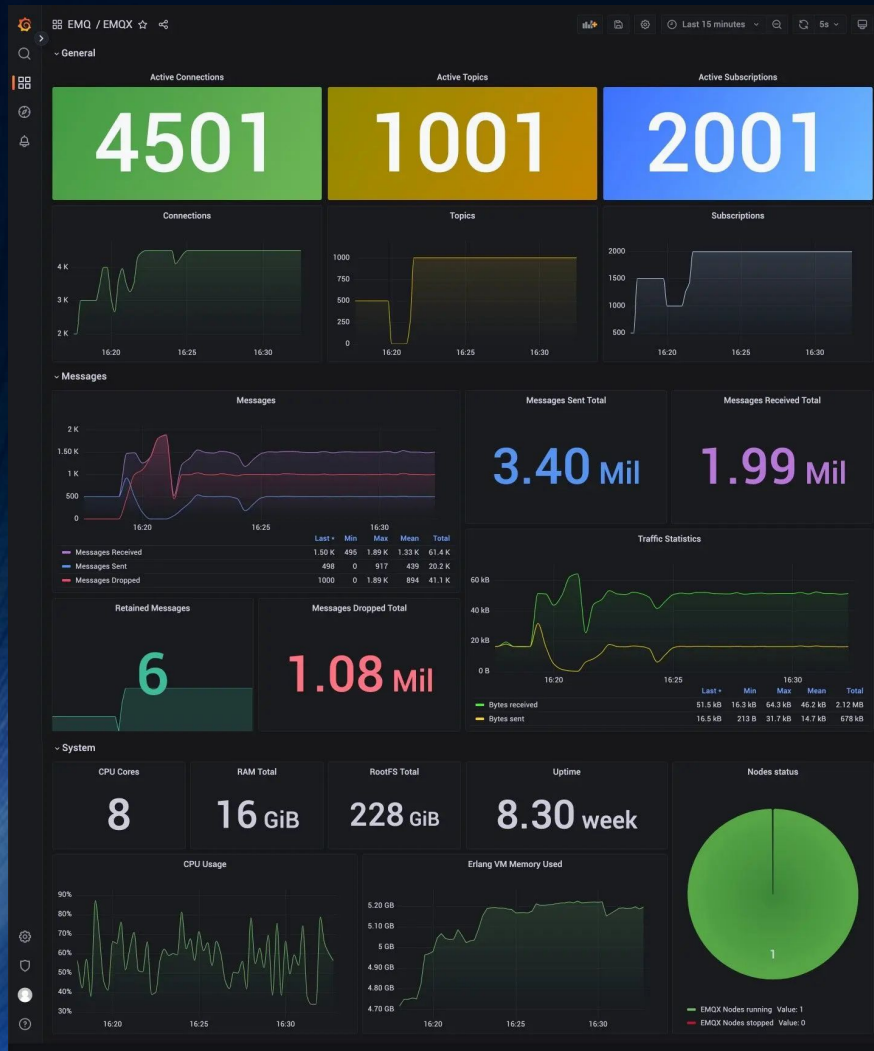 EMQ / EMQX
Last 15 minutes
5s
General
Active Connections
Active Topics
Active Subscriptions
4501
1001
2001
Connections
Topics
Subscriptions
4 K
3 K
2 K
16:20
16:25
16:30
1000
750
500
250
0
16:20
16:25
16:30
2000
1500
1000
500
16:20
16:25
16:30
Messages
Messages
2 K
1.50 K
1 K
500
0
16:20
16:25
16:30
Last Min Max Mean Total
Messages Received 1.50 K 495 1.89 K 1.33 K 61.4 K
Messages Sent 498 0 917 439 20.2 K
Messages Dropped 1000 0 1.89 K 894 41.1 K
Messages Sent Total
3.40 Mil
Messages Received Total
1.99 Mil
Retained Messages
6
Messages Dropped Total
1.08 Mil
Traffic Statistics
60 kB
40 kB
20 kB
0 B
16:20
16:25
16:30
Last Min Max Mean Total
Bytes received 51.5 kB 16.3 kB 64.3 kB 46.2 kB 2.12 MB
Bytes sent 16.5 kB 213 B 31.7 kB 14.7 kB 678 kB
System
CPU Cores
8
RAM Total
16 GiB
RootFS Total
228 GiB
Uptime
8.30 week
Nodes status
1
EMQX Nodes running Value: 1
EMQX Nodes stopped Value: 0
CPU Usage
90%
80%
70%
60%
50%
40%
30%
16:20
16:25
16:30
Erlang VM Memory Used
5.20 GB
5.10 GB
5 GB
4.90 GB
4.80 GB
4.70 GB
16:20
16:25
16:30